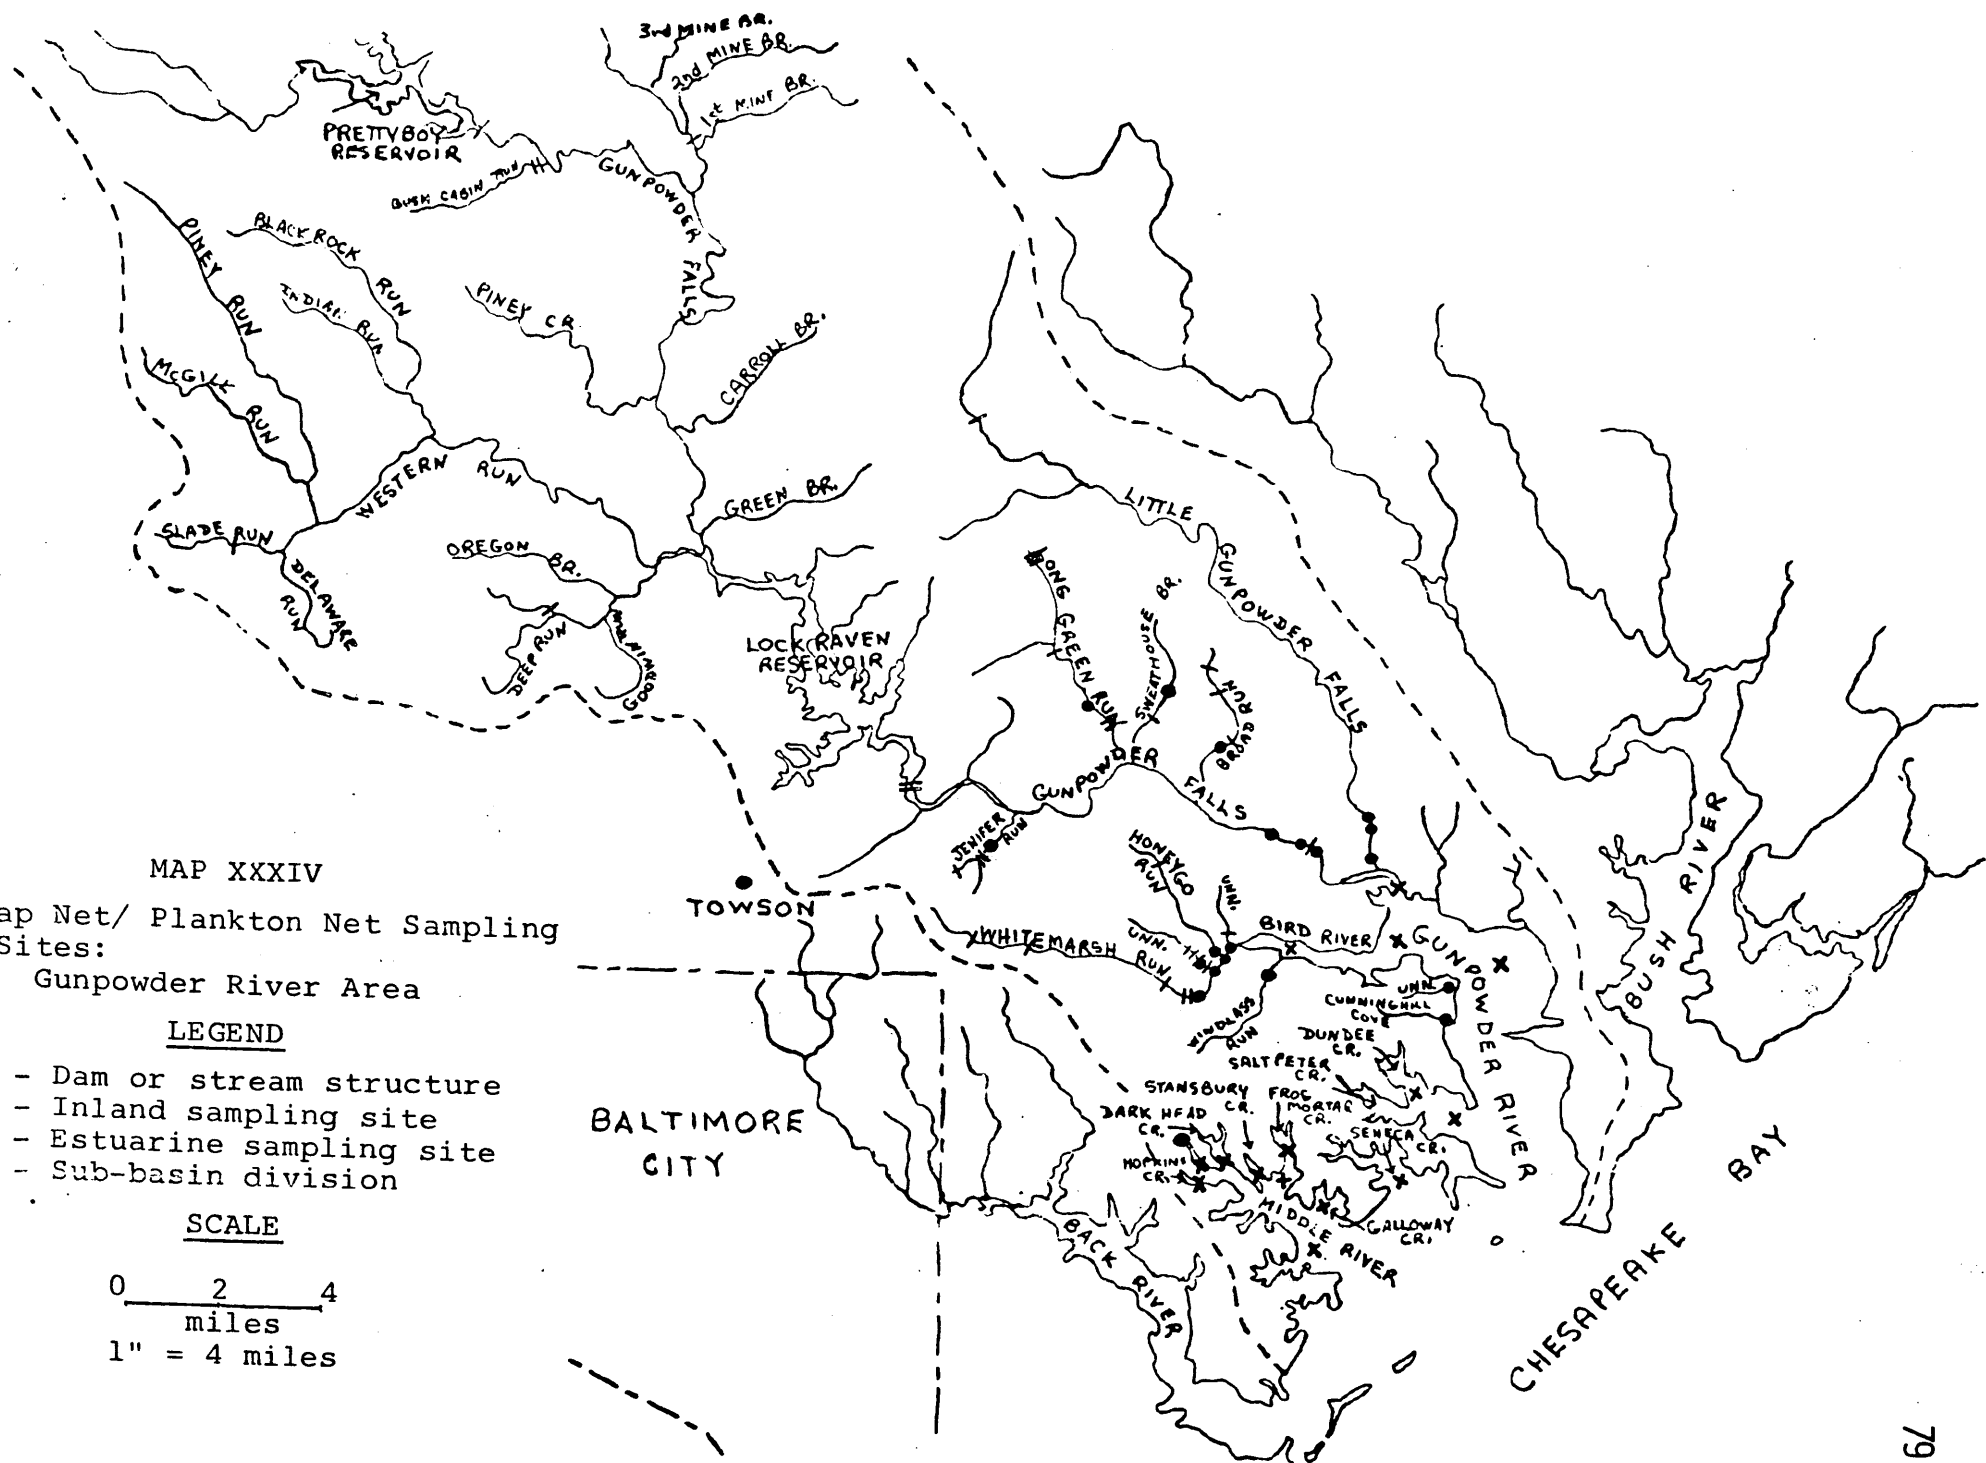 3rd MINE BR.
2nd MINE BR.
1st MINE BR.
PRETTYBOY
RESERVOIR
BUSH CABIN RUN
GUNPOWDER FALLS
PINEY RUN
BLACK ROCK RUN
INDIAN RUN
PINEY CR
CARROLL BR.
McGILL RUN
WESTERN RUN
GREEN BR.
SLADE RUN
DELAWARE
RUN
OREGON BR.
DEEP RUN
LOCK RAVEN
RESERVOIR
LITTLE GUNPOWDER FALLS
LONG GREEN RUN
SWEATHOUSE BR.
BROAD RUN
GUNPOWDER FALLS
JENIFER
RUN
HONEYGO
RUN
UNN.
TOWSON
WHITEMARSH RUN
UNN.
BIRD RIVER
GUNPOWDER RIVER
WINDLASS
RUN
UNN.
CUNNINGHILL
COVE
DUNDEE
CR.
SALTPETER
CR.
STANSBURY
CR.
FROG
MORTAR
CR.
DARK HEAD
CR.
SENECA
CR.
HOPKINS
CR.
MIDDLE RIVER
GALLOWAY
CR.
BACK RIVER
BUSH RIVER
CHESAPEAKE BAY
BALTIMORE
CITY
MAP XXXIV
ap Net/ Plankton Net Sampling
Sites:
Gunpowder River Area
LEGEND
- Dam or stream structure
- Inland sampling site
- Estuarine sampling site
- Sub-basin division
SCALE
0 2 4
miles
1" = 4 miles
79